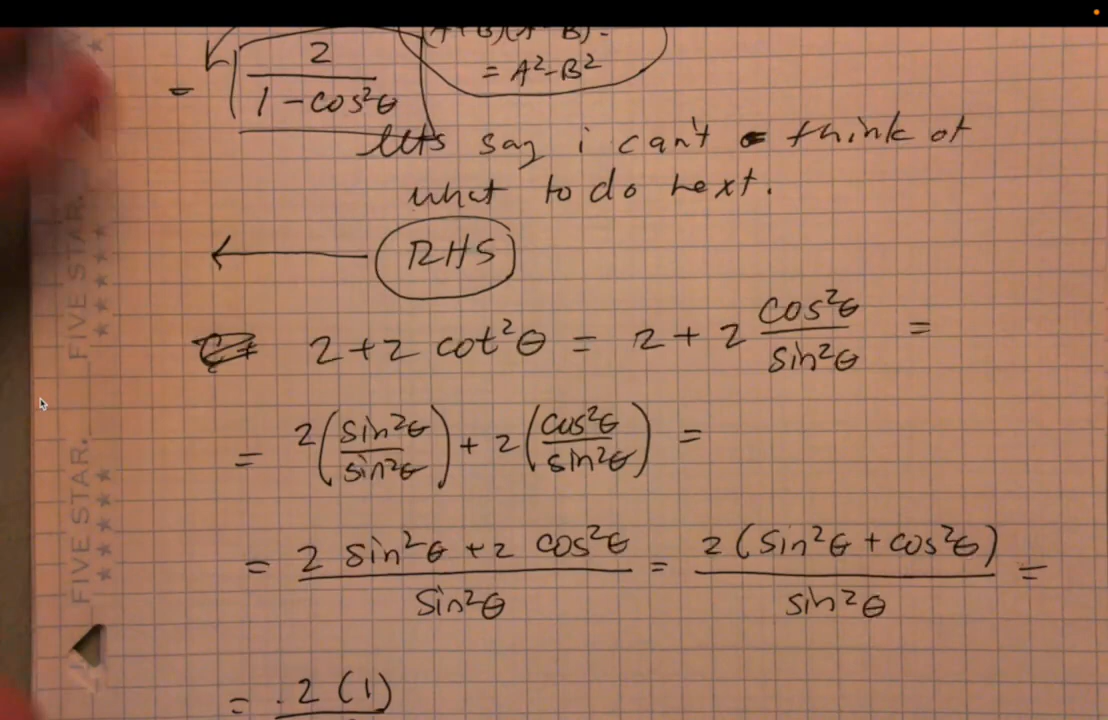 (A+B)(A-B) =
= A²-B²
= 2/(1-cos²θ)
lets say i can't think of
what to do next.
RHS
2+2 cot²θ = 2+2 cos²θ/sin²θ =
= 2(sin²θ/sin²θ) + 2(cos²θ/sin²θ) =
= (2 sin²θ+2 cos²θ)/sin²θ = 2(sin²θ+cos²θ)/sin²θ =
= 2(1)
FIVE STAR.
FIVE STAR.